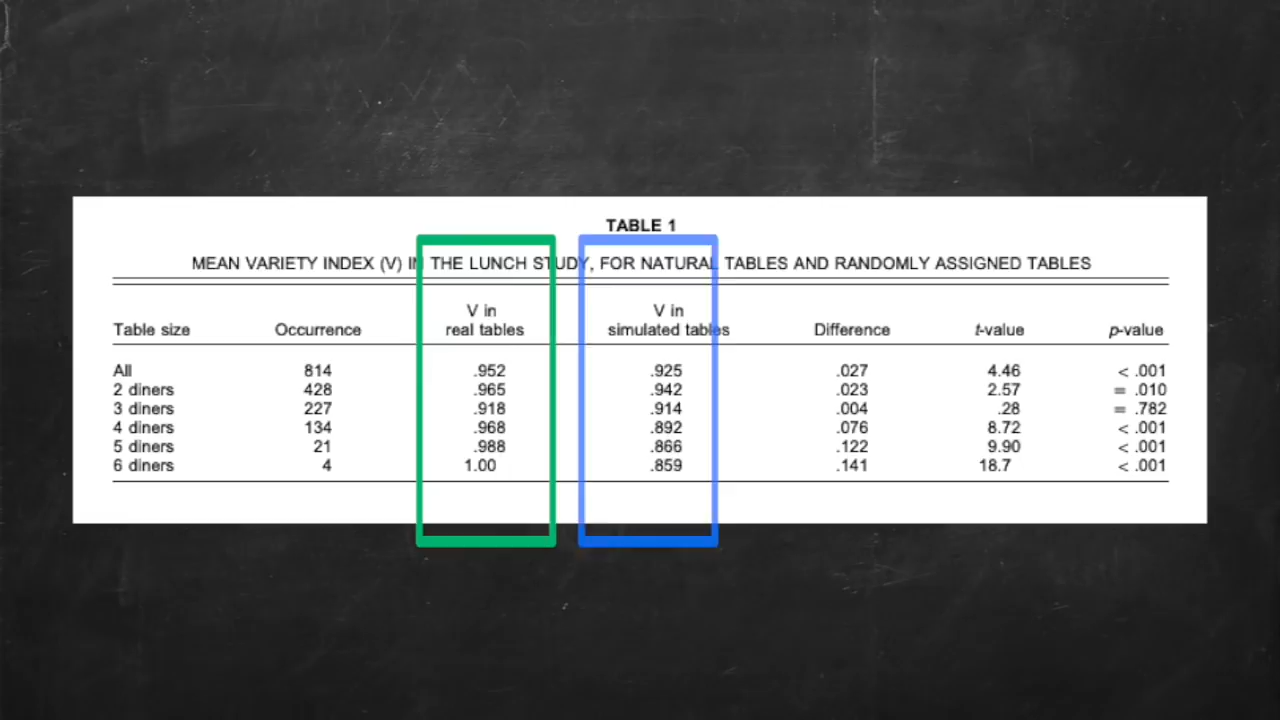 TABLE 1
MEAN VARIETY INDEX (V) IN THE LUNCH STUDY, FOR NATURAL TABLES AND RANDOMLY ASSIGNED TABLES
V in V in
Table size Occurrence real tables simulated tables Difference t-value p-value
All 814 .952 .925 .027 4.46 < .001
2 diners 428 .965 .942 .023 2.57 = .010
3 diners 227 .918 .914 .004 .28 = .782
4 diners 134 .968 .892 .076 8.72 < .001
5 diners 21 .988 .866 .122 9.90 < .001
6 diners 4 1.00 .859 .141 18.7 < .001